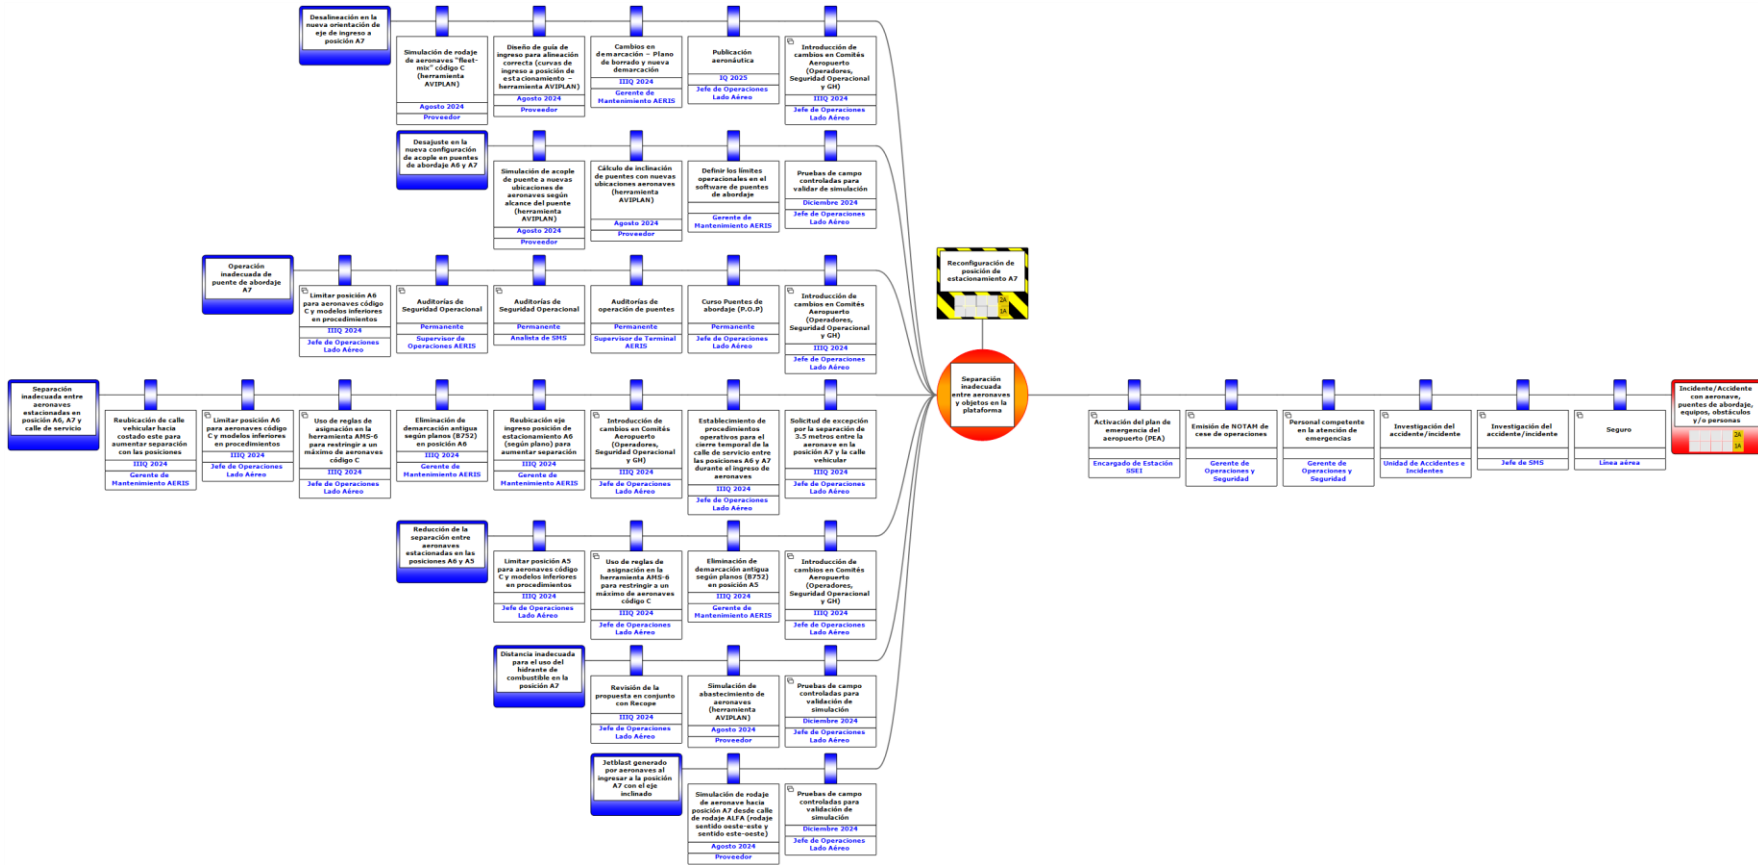 Desalineación en la
nueva orientación de
eje de ingreso a
posición A7
Simulación de rodaje
de aeronaves "fleet-
mix" código C
(herramienta
AVIPLAN)
Agosto 2024
Proveedor
Diseño de guía de
ingreso para alineación
correcta (curvas de
ingreso a posición de
estacionamiento –
herramienta AVIPLAN)
Agosto 2024
Proveedor
Cambios en
demarcación – Plano
de borrado y nueva
demarcación
IIIQ 2024
Gerente de
Mantenimiento AERIS
Publicación
aeronáutica
IQ 2025
Jefe de Operaciones
Lado Aéreo
Introducción de
cambios en Comités
Aeropuerto
(Operadores,
Seguridad Operacional
y GH)
IIIQ 2024
Jefe de Operaciones
Lado Aéreo
Desajuste en la
nueva configuración
de acople en puentes
de abordaje A6 y A7
Simulación de acople
de puente a nuevas
ubicaciones de
aeronaves según
alcance del puente
(herramienta
AVIPLAN)
Agosto 2024
Proveedor
Cálculo de inclinación
de puentes con nuevas
ubicaciones aeronaves
(herramienta
AVIPLAN)
Agosto 2024
Proveedor
Definir los límites
operacionales en el
software de puentes
de abordaje
Gerente de
Mantenimiento AERIS
Pruebas de campo
controladas para
validar de simulación
Diciembre 2024
Jefe de Operaciones
Lado Aéreo
Operación
inadecuada de
puente de abordaje
A7
Limitar posición A6
para aeronaves código
C y modelos inferiores
en procedimientos
IIIQ 2024
Jefe de Operaciones
Lado Aéreo
Auditorías de
Seguridad Operacional
Permanente
Supervisor de
Operaciones AERIS
Auditorías de
Seguridad Operacional
Permanente
Analista de SMS
Auditorías de
operación de puentes
Permanente
Supervisor de Terminal
AERIS
Curso Puentes de
abordaje (P.O.P)
Permanente
Jefe de Operaciones
Lado Aéreo
Introducción de
cambios en Comités
Aeropuerto
(Operadores,
Seguridad Operacional
y GH)
IIIQ 2024
Jefe de Operaciones
Lado Aéreo
Reconfiguración de
posición de
estacionamiento A7
2A
1A
Separación
inadecuada
entre aeronaves
y objetos en la
plataforma
Separación
inadecuada entre
aeronaves
estacionadas en
posición A6, A7 y
calle de servicio
Reubicación de calle
vehicular hacia
costado este para
aumentar separación
con las posiciones
IIIQ 2024
Gerente de
Mantenimiento AERIS
Limitar posición A6
para aeronaves código
C y modelos inferiores
en procedimientos
IIIQ 2024
Jefe de Operaciones
Lado Aéreo
Uso de reglas de
asignación en la
herramienta AMS-6
para restringir a un
máximo de aeronaves
código C
IIIQ 2024
Jefe de Operaciones
Lado Aéreo
Eliminación de
demarcación antigua
según planos (B752)
en posición A6
IIIQ 2024
Gerente de
Mantenimiento AERIS
Reubicación eje
ingreso posición de
estacionamiento A6
(según plano) para
aumentar separación
IIIQ 2024
Gerente de
Mantenimiento AERIS
Introducción de
cambios en Comités
Aeropuerto
(Operadores,
Seguridad Operacional
y GH)
IIIQ 2024
Jefe de Operaciones
Lado Aéreo
Establecimiento de
procedimientos
operativos para el
cierre temporal de la
calle de servicio entre
las posiciones A6 y A7
durante el ingreso de
aeronaves
IIIQ 2024
Jefe de Operaciones
Lado Aéreo
Solicitud de excepción
por la separación de
3.5 metros entre la
aeronave en la
posición A7 y la calle
vehicular
IIIQ 2024
Jefe de Operaciones
Lado Aéreo
Activación del plan de
emergencia del
aeropuerto (PEA)
Encargado de Estación
SSEI
Emisión de NOTAM de
cese de operaciones
Gerente de
Operaciones y
Seguridad
Personal competente
en la atención de
emergencias
Gerente de
Operaciones y
Seguridad
Investigación del
accidente/incidente
Unidad de Accidentes e
Incidentes
Investigación del
accidente/incidente
Jefe de SMS
Seguro
Línea aérea
Incidente/Accidente
con aeronave,
puentes de abordaje,
equipos, obstáculos
y/o personas
2A
1A
Reducción de la
separación entre
aeronaves
estacionadas en las
posiciones A6 y A5
Limitar posición A5
para aeronaves código
C y modelos inferiores
en procedimientos
IIIQ 2024
Jefe de Operaciones
Lado Aéreo
Uso de reglas de
asignación en la
herramienta AMS-6
para restringir a un
máximo de aeronaves
código C
IIIQ 2024
Jefe de Operaciones
Lado Aéreo
Eliminación de
demarcación antigua
según planos (B752)
en posición A5
IIIQ 2024
Gerente de
Mantenimiento AERIS
Introducción de
cambios en Comités
Aeropuerto
(Operadores,
Seguridad Operacional
y GH)
IIIQ 2024
Jefe de Operaciones
Lado Aéreo
Distancia inadecuada
para el uso del
hidrante de
combustible en la
posición A7
Revisión de la
propuesta en conjunto
con Recope
IIIQ 2024
Jefe de Operaciones
Lado Aéreo
Simulación de
abastecimiento de
aeronaves
(herramienta
AVIPLAN)
Agosto 2024
Proveedor
Pruebas de campo
controladas para
validación de
simulación
Diciembre 2024
Jefe de Operaciones
Lado Aéreo
Jetblast generado
por aeronaves al
ingresar a la posición
A7 con el eje
inclinado
Simulación de rodaje
de aeronave hacia
posición A7 desde calle
de rodaje ALFA (rodaje
sentido oeste-este y
sentido este-oeste)
Agosto 2024
Proveedor
Pruebas de campo
controladas para
validación de
simulación
Diciembre 2024
Jefe de Operaciones
Lado Aéreo